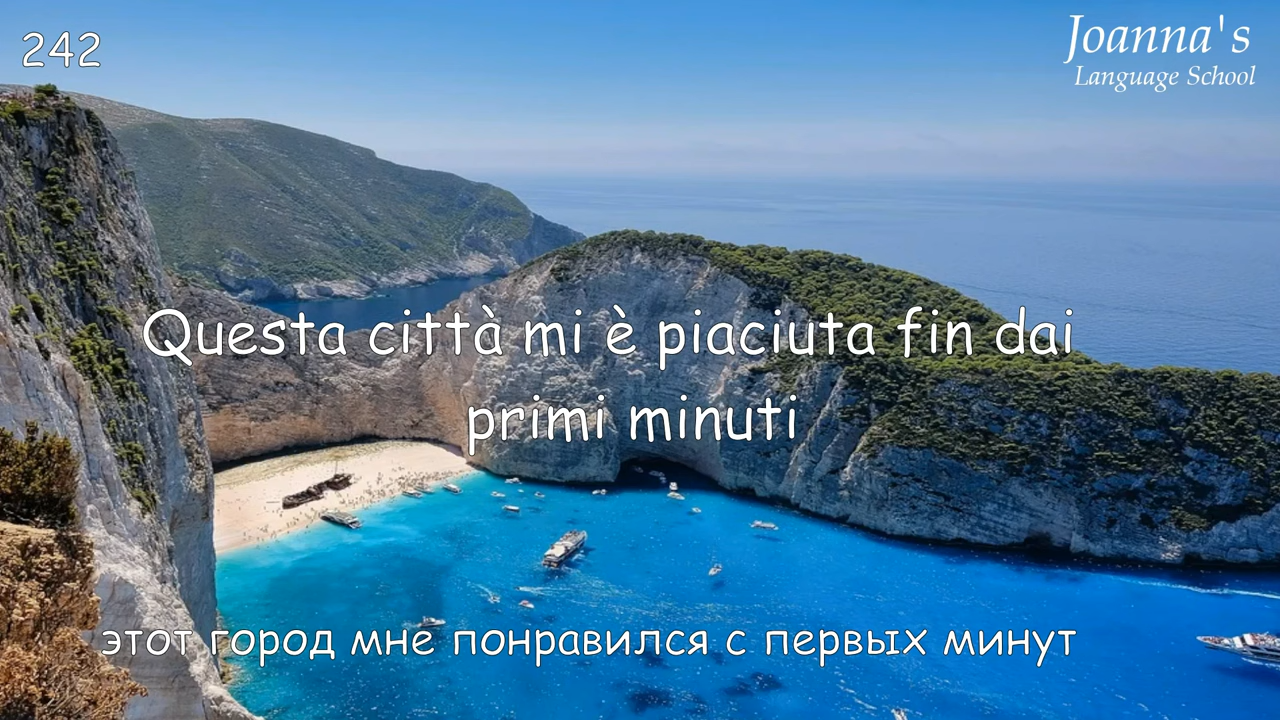 242
Joanna's
Language School
Questa città mi è piaciuta fin dai
primi minuti
этот город мне понравился с первых минут